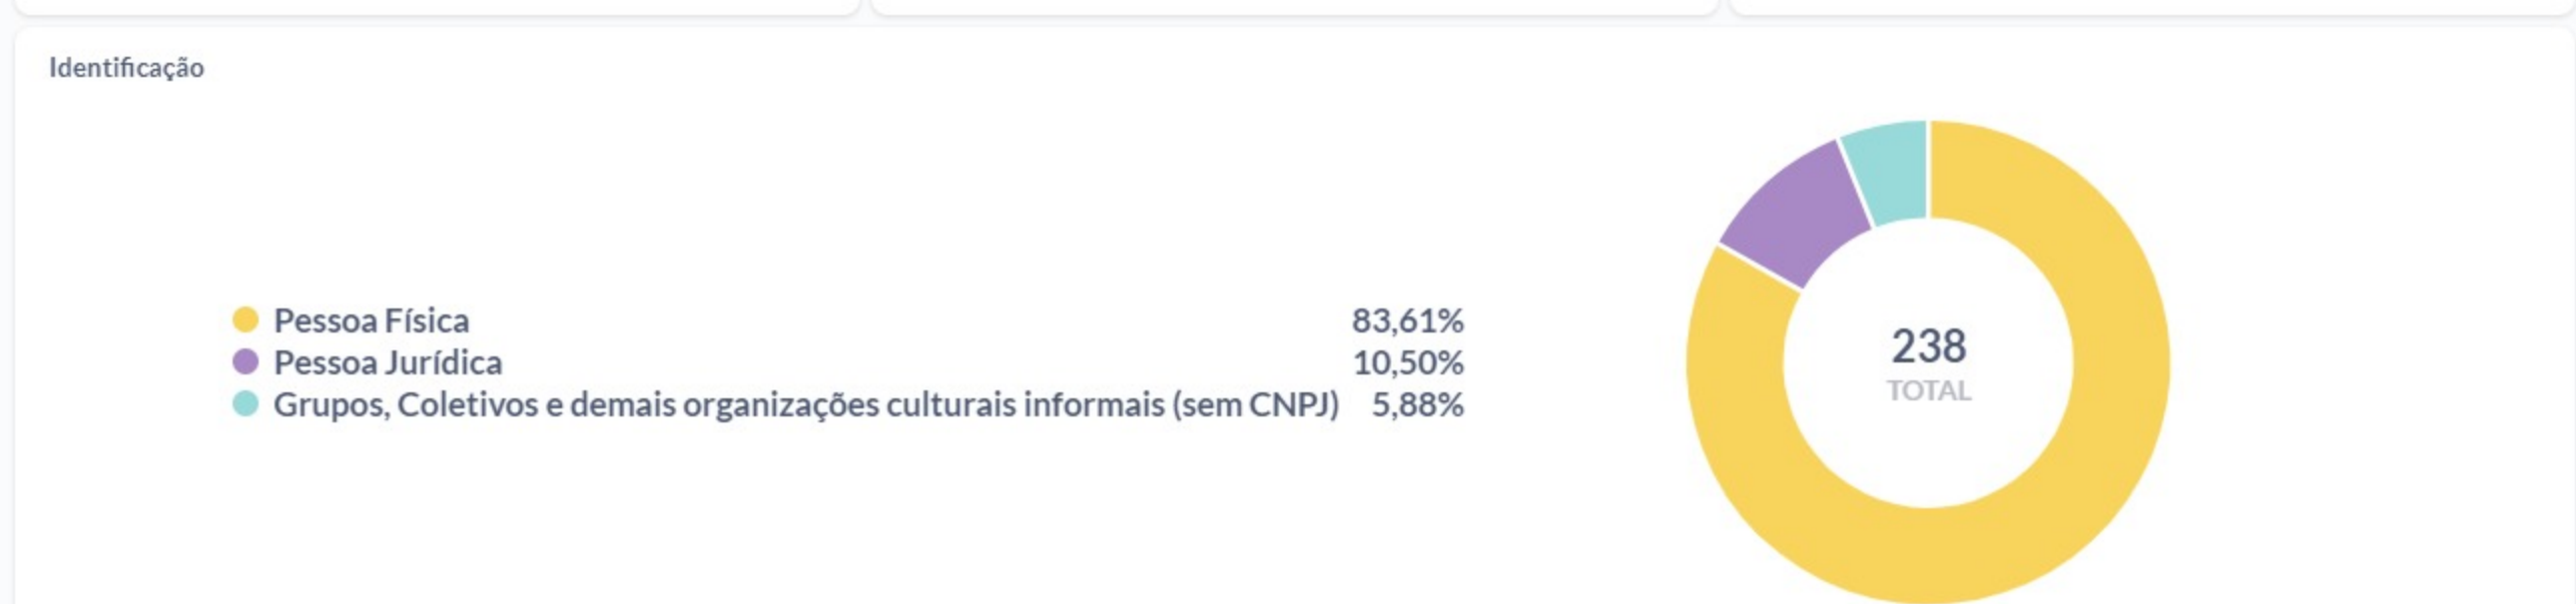 Identificação
Pessoa Física 83,61%
Pessoa Jurídica 10,50%
Grupos, Coletivos e demais organizações culturais informais (sem CNPJ) 5,88%
238
TOTAL